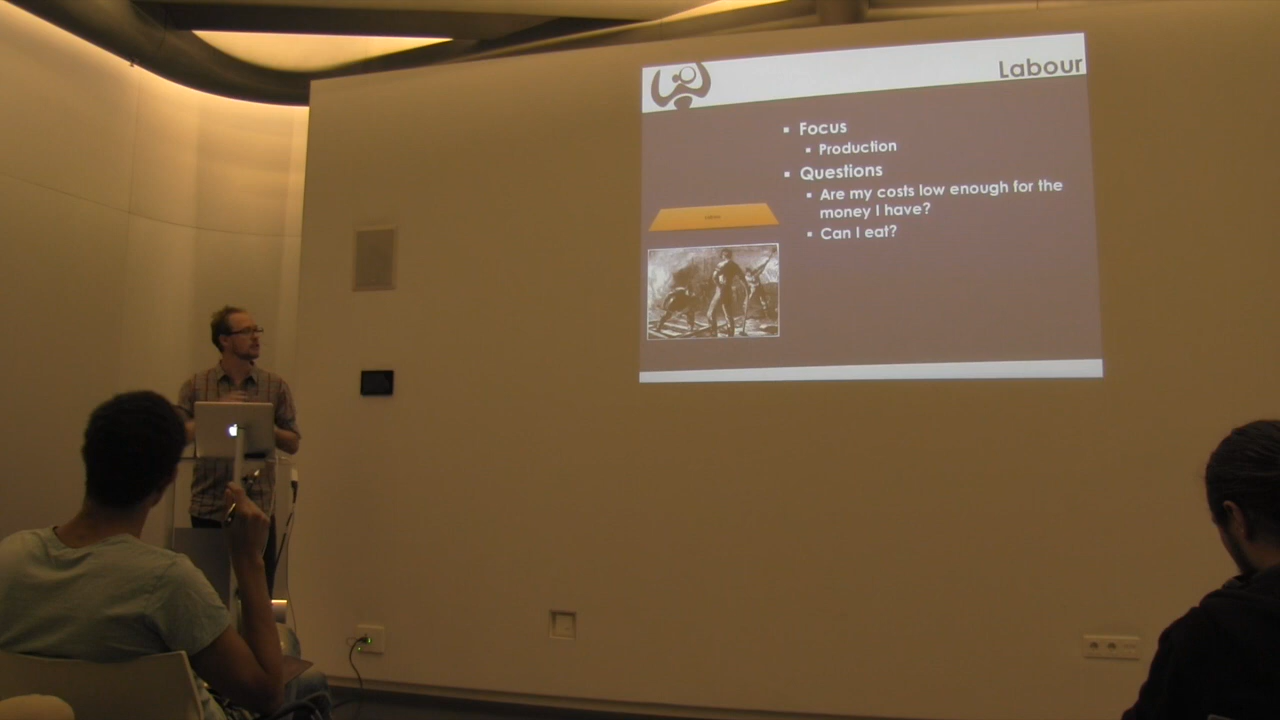 Labour
Focus
Production
Questions
Are my costs low enough for the
money I have?
Can I eat?